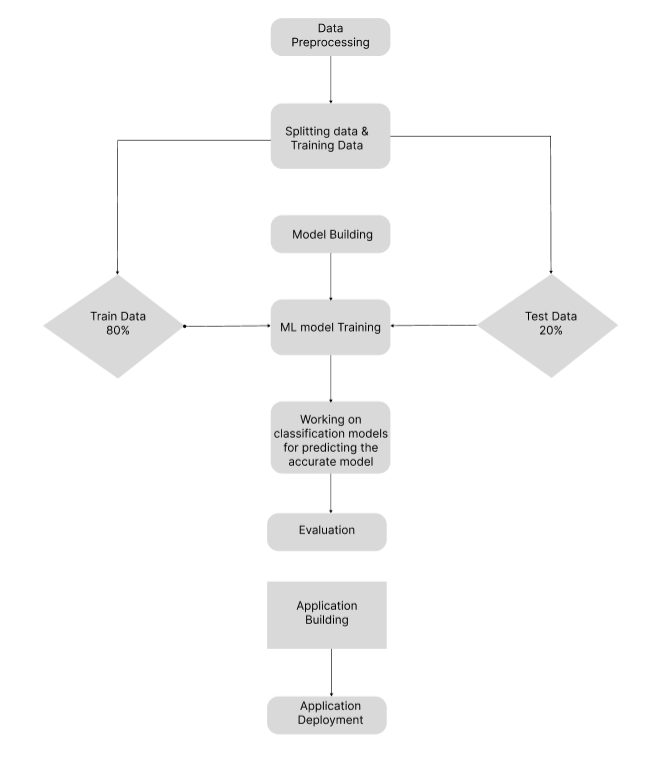 Data
Preprocessing
Splitting data &
Training Data
Model Building
Train Data
80%
ML model Training
Test Data
20%
Working on
classification models
for predicting the
accurate model
Evaluation
Application
Building
Application
Deployment